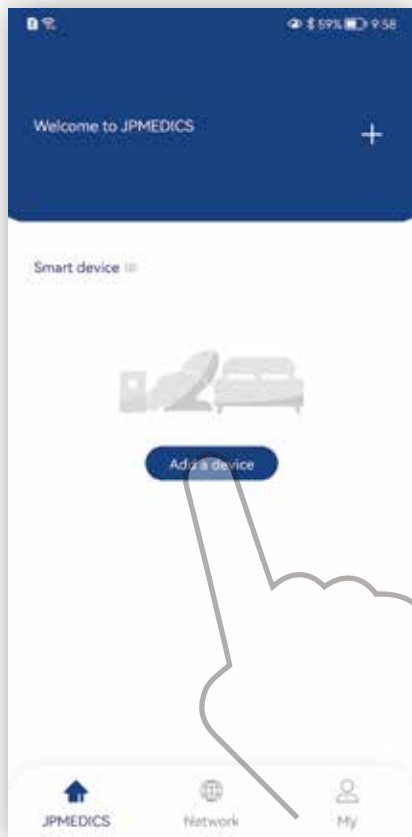 59% 9:58
Welcome to JPMEDICS
Smart device
Add a device
JPMEDICS Network My